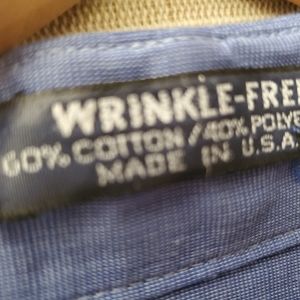 WRINKLE-FREE
60% COTTON/40% POLYE
MADE IN U.S.A.